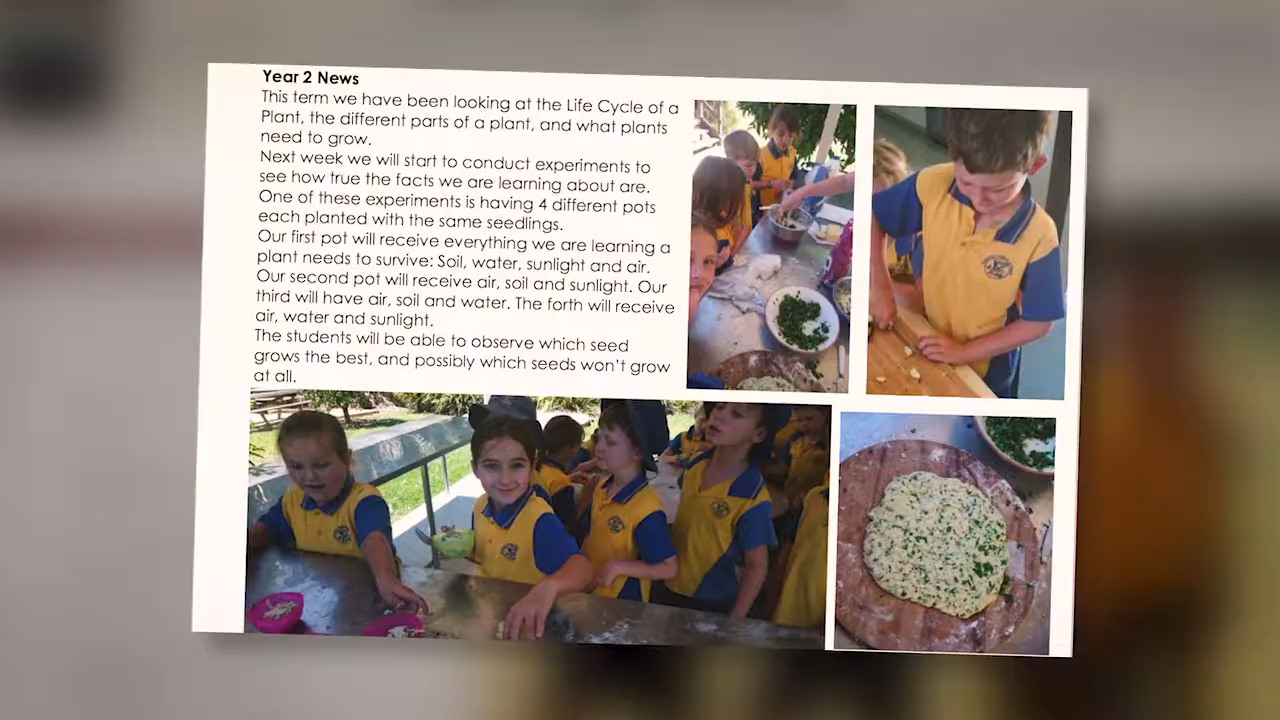 Year 2 News
This term we have been looking at the Life Cycle of a
Plant, the different parts of a plant, and what plants
need to grow.
Next week we will start to conduct experiments to
see how true the facts we are learning about are.
One of these experiments is having 4 different pots
each planted with the same seedlings.
Our first pot will receive everything we are learning a
plant needs to survive: Soil, water, sunlight and air.
Our second pot will receive air, soil and sunlight. Our
third will have air, soil and water. The forth will receive
air, water and sunlight.
The students will be able to observe which seed
grows the best, and possibly which seeds won't grow
at all.